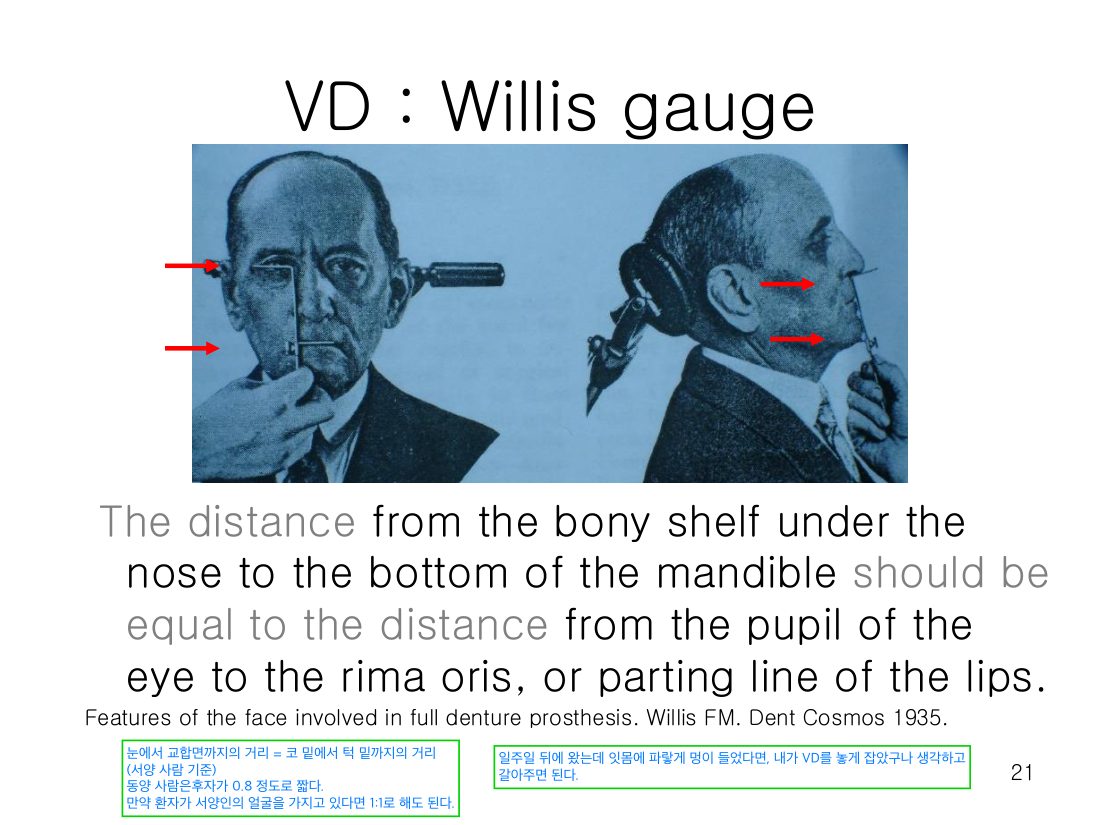 VD : Willis gauge
The distance from the bony shelf under the
nose to the bottom of the mandible should be
equal to the distance from the pupil of the
eye to the rima oris, or parting line of the lips.
Features of the face involved in full denture prosthesis. Willis FM. Dent Cosmos 1935.
눈에서 교합면까지의 거리 = 코 밑에서 턱 밑까지의 거리
(서양 사람 기준)
동양 사람은후자가 0.8 정도로 짧다.
만약 환자가 서양인의 얼굴을 가지고 있다면 1:1로 해도 된다.
일주일 뒤에 왔는데 잇몸에 파랗게 멍이 들었다면, 내가 VD를 놓게 잡았구나 생각하고
갈아주면 된다.
21